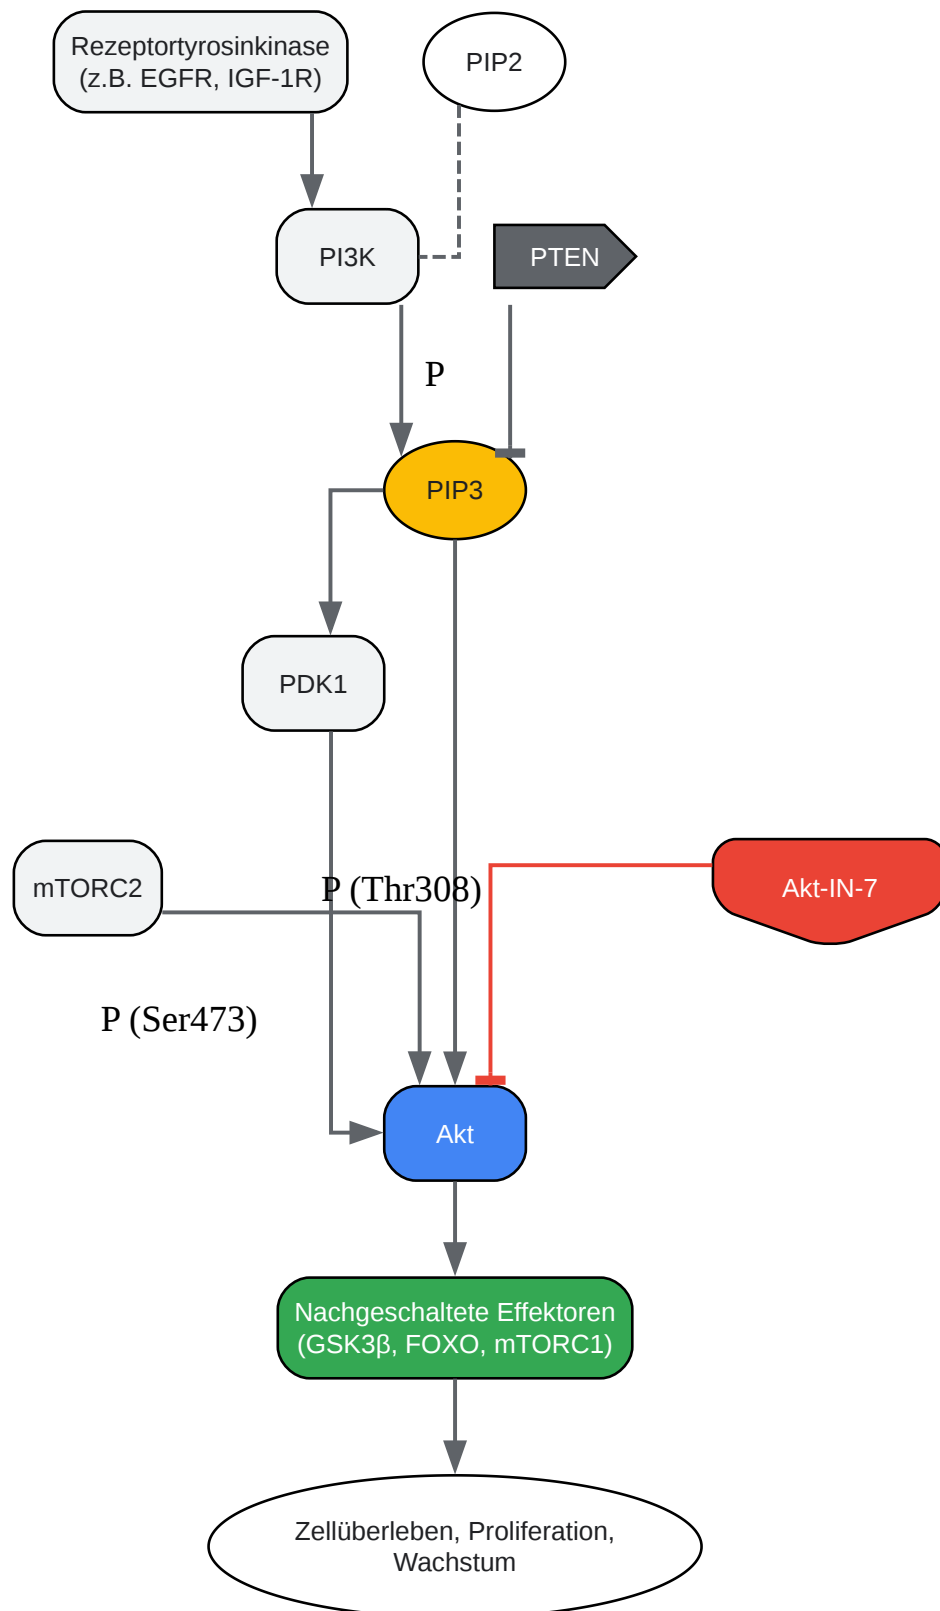 Rezeptortyrosinkinase
(z.B. EGFR, IGF-1R)
PIP2
PI3K
PTEN
P
PIP3
PDK1
mTORC2
P (Thr308)
Akt-IN-7
P (Ser473)
Akt
Nachgeschaltete Effektoren
(GSK3β, FOXO, mTORC1)
Zellüberleben, Proliferation,
Wachstum